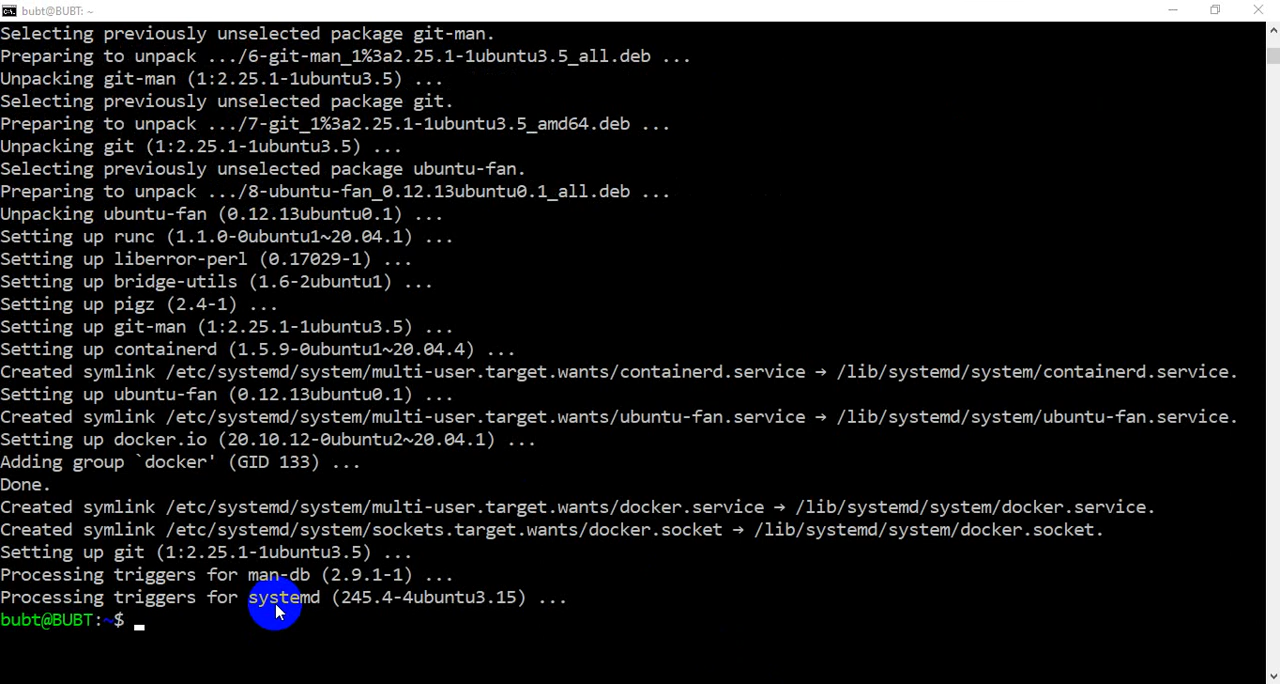 bubt@BUBT: ~
Selecting previously unselected package git-man.
Preparing to unpack .../6-git-man_1%3a2.25.1-1ubuntu3.5_all.deb ...
Unpacking git-man (1:2.25.1-1ubuntu3.5) ...
Selecting previously unselected package git.
Preparing to unpack .../7-git_1%3a2.25.1-1ubuntu3.5_amd64.deb ...
Unpacking git (1:2.25.1-1ubuntu3.5) ...
Selecting previously unselected package ubuntu-fan.
Preparing to unpack .../8-ubuntu-fan_0.12.13ubuntu0.1_all.deb ...
Unpacking ubuntu-fan (0.12.13ubuntu0.1) ...
Setting up runc (1.1.0-0ubuntu1~20.04.1) ...
Setting up liberror-perl (0.17029-1) ...
Setting up bridge-utils (1.6-2ubuntu1) ...
Setting up pigz (2.4-1) ...
Setting up git-man (1:2.25.1-1ubuntu3.5) ...
Setting up containerd (1.5.9-0ubuntu1~20.04.4) ...
Created symlink /etc/systemd/system/multi-user.target.wants/containerd.service → /lib/systemd/system/containerd.service.
Setting up ubuntu-fan (0.12.13ubuntu0.1) ...
Created symlink /etc/systemd/system/multi-user.target.wants/ubuntu-fan.service → /lib/systemd/system/ubuntu-fan.service.
Setting up docker.io (20.10.12-0ubuntu2~20.04.1) ...
Adding group `docker' (GID 133) ...
Done.
Created symlink /etc/systemd/system/multi-user.target.wants/docker.service → /lib/systemd/system/docker.service.
Created symlink /etc/systemd/system/sockets.target.wants/docker.socket → /lib/systemd/system/docker.socket.
Setting up git (1:2.25.1-1ubuntu3.5) ...
Processing triggers for man-db (2.9.1-1) ...
Processing triggers for systemd (245.4-4ubuntu3.15) ...
bubt@BUBT:~$